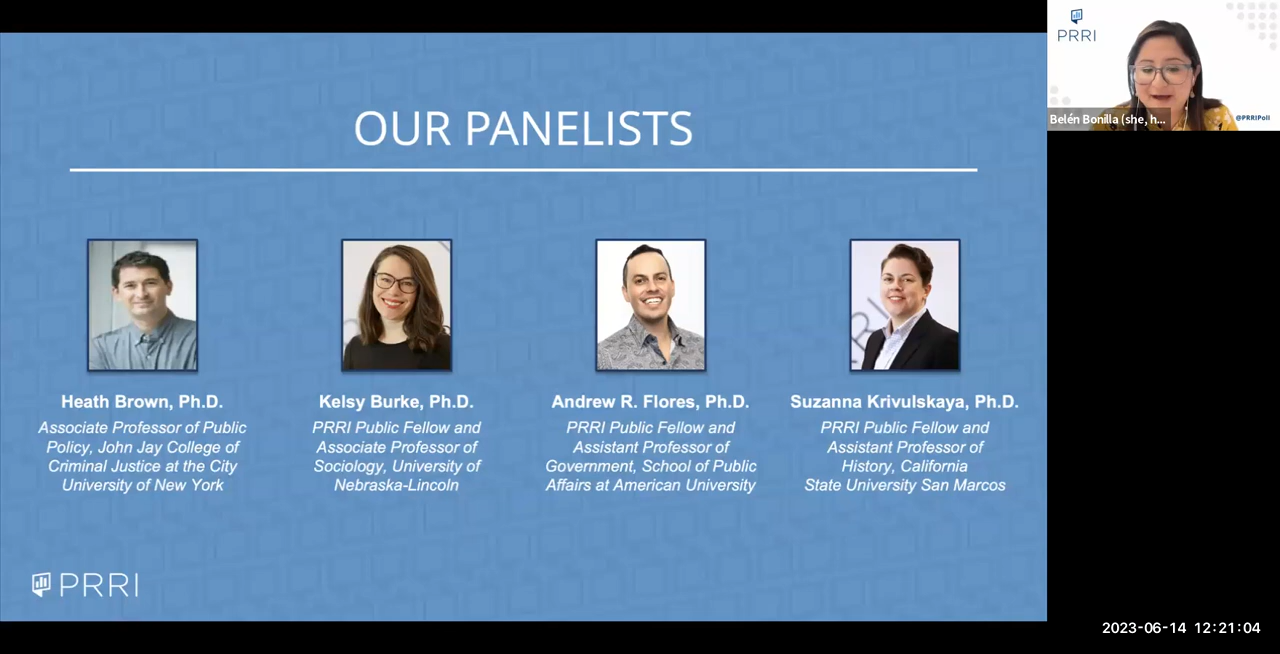 OUR PANELISTS
Heath Brown, Ph.D.
Associate Professor of Public
Policy, John Jay College of
Criminal Justice at the City
University of New York
Kelsy Burke, Ph.D.
PRRI Public Fellow and
Associate Professor of
Sociology, University of
Nebraska-Lincoln
Andrew R. Flores, Ph.D.
PRRI Public Fellow and
Assistant Professor of
Government, School of Public
Affairs at American University
Suzanna Krivulskaya, Ph.D.
PRRI Public Fellow and
Assistant Professor of
History, California
State University San Marcos
PRRI
PRRI
Belén Bonilla (she, h...
@PRRIPoll
2023-06-14 12:21:04